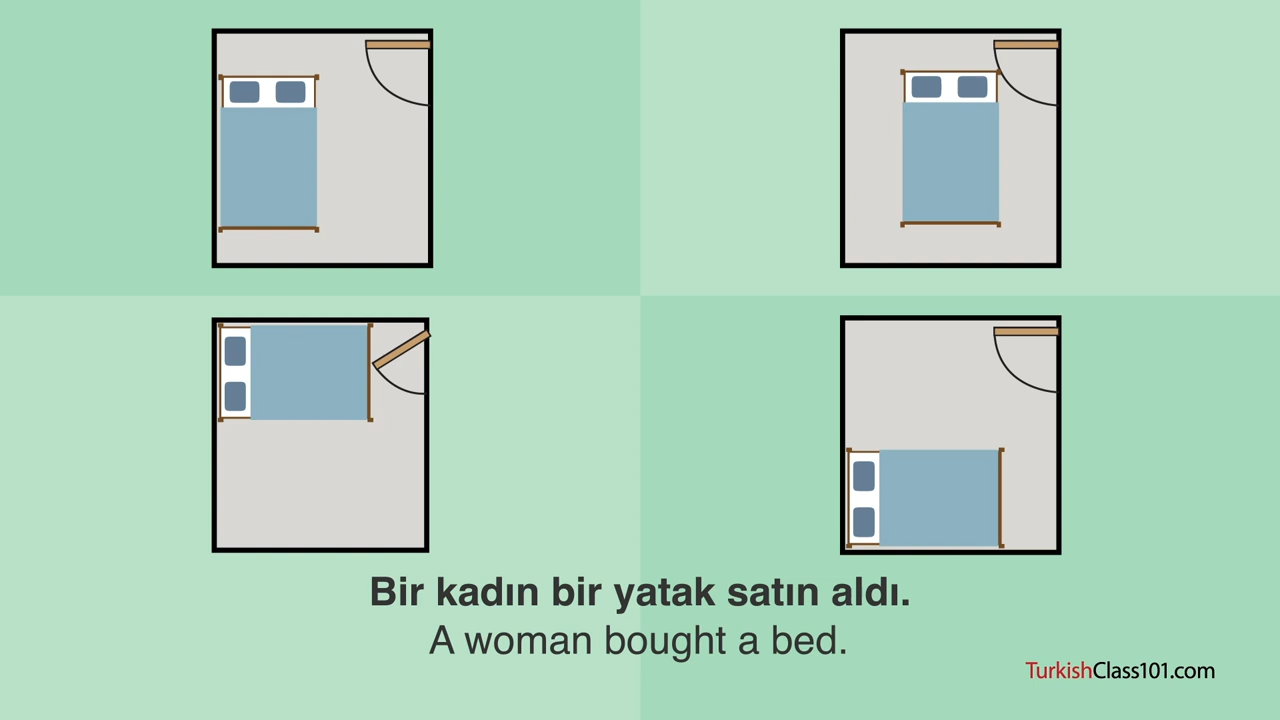 Bir kadın bir yatak satın aldı.
A woman bought a bed.
TurkishClass101.com